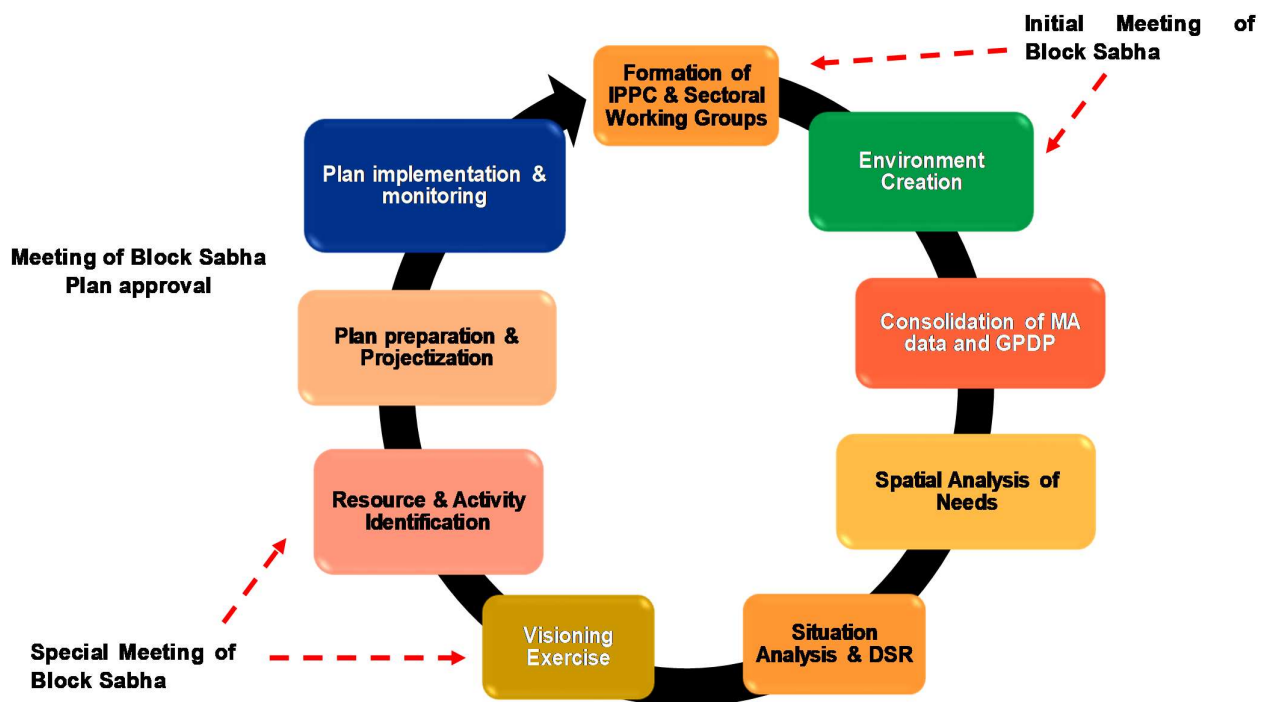 Initial Meeting of
Block Sabha
Formation of
IPPC & Sectoral
Working Groups
Environment
Creation
Consolidation of MA
data and GPDP
Spatial Analysis of
Needs
Situation
Analysis & DSR
Visioning
Exercise
Special Meeting of
Block Sabha
Resource & Activity
Identification
Plan preparation &
Projectization
Meeting of Block Sabha
Plan approval
Plan implementation &
monitoring